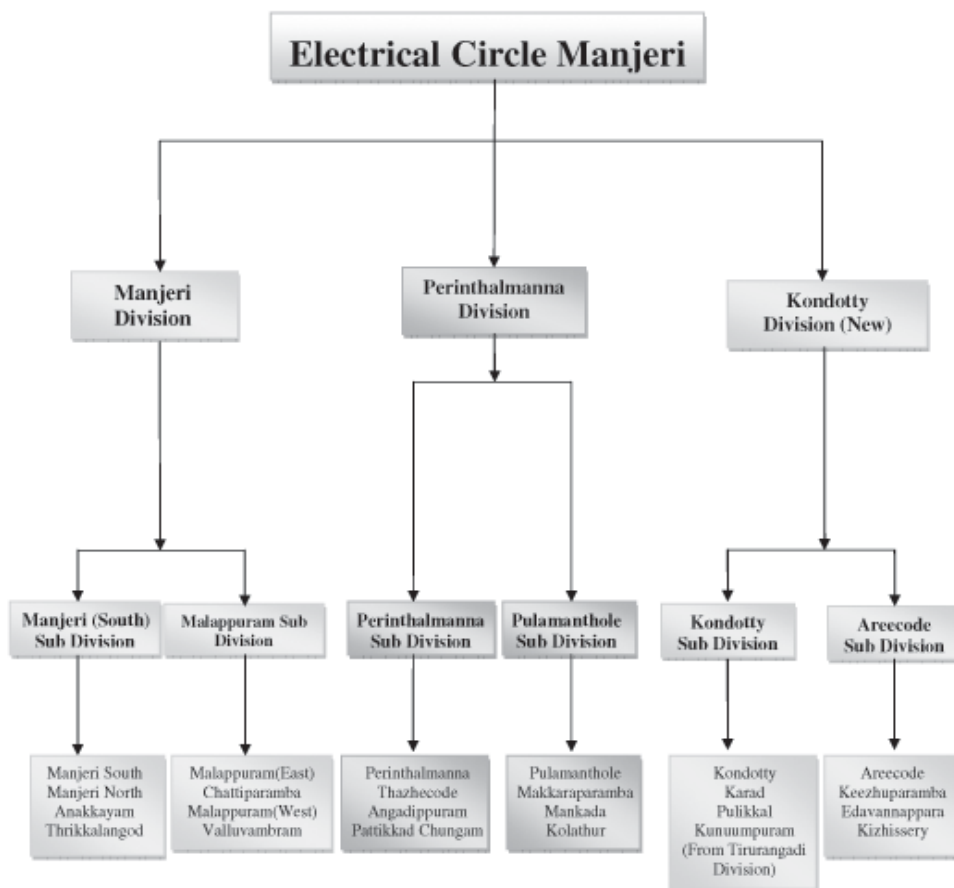 Electrical Circle Manjeri
Manjeri
Division
Perinthalmanna
Division
Kondotty
Division (New)
Manjeri (South)
Sub Division
Malappuram Sub
Division
Perinthalmanna
Sub Division
Pulamanthole
Sub Division
Kondotty
Sub Division
Areecode
Sub Division
Manjeri South
Manjeri North
Anakkayam
Thrikkalangod
Malappuram(East)
Chattiparamba
Malappuram(West)
Valluvambram
Perinthalmanna
Thazhecode
Angadippuram
Pattikkad Chungam
Pulamanthole
Makkaraparamba
Mankada
Kolathur
Kondotty
Karad
Pulikkal
Kunuumpuram
(From Tirurangadi
Division)
Areecode
Keezhuparamba
Edavannappara
Kizhissery